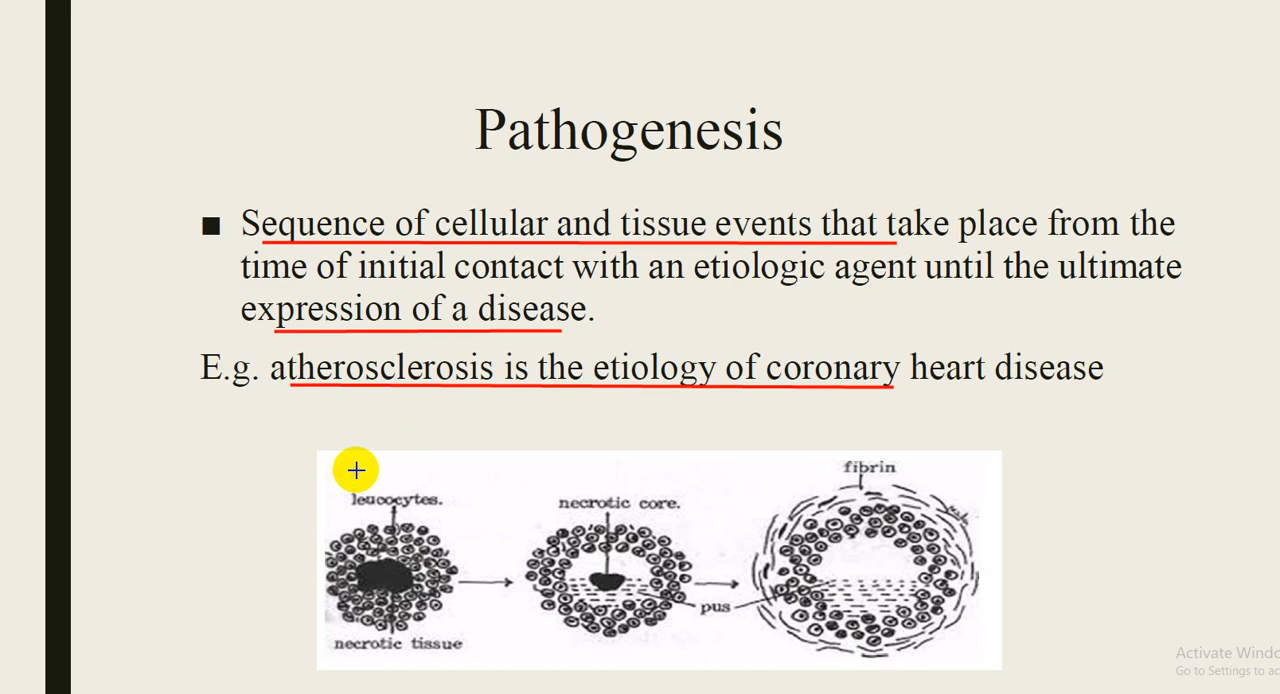 Pathogenesis
■ Sequence of cellular and tissue events that take place from the
time of initial contact with an etiologic agent until the ultimate
expression of a disease.
E.g. atherosclerosis is the etiology of coronary heart disease
fibrin
leucocytes.
necrotic core.
pus
necrotic tissue
Activate Windo
Go to Settings to ac